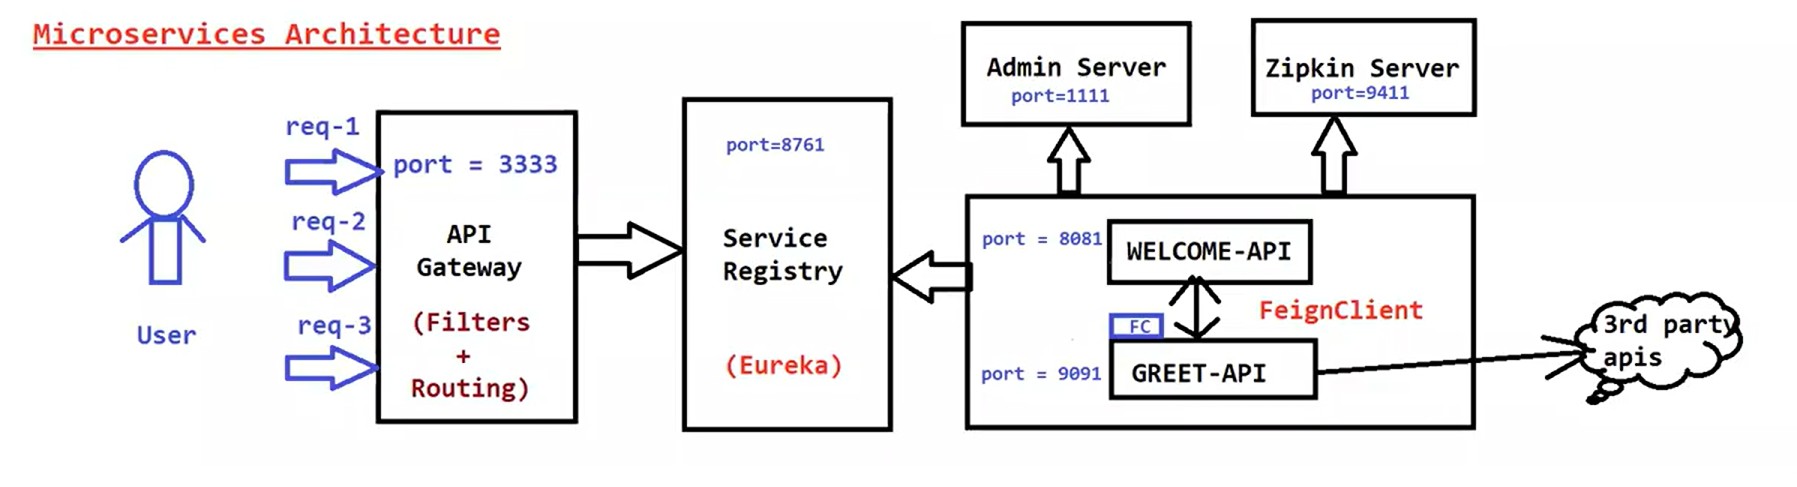 Microservices Architecture
User
req-1
req-2
req-3
port = 3333
API
Gateway
(Filters
+
Routing)
port=8761
Service
Registry
(Eureka)
Admin Server
port=1111
Zipkin Server
port=9411
port = 8081
WELCOME-API
FeignClient
FC
port = 9091
GREET-API
3rd party
apis